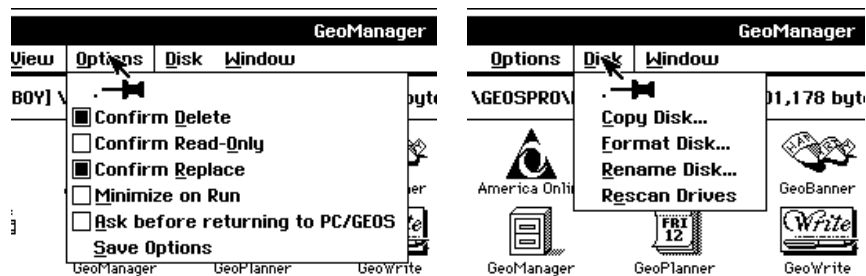 GeoManager
View Options Disk Window
BOY] \
Confirm Delete
Confirm Read-Only
Confirm Replace
Minimize on Run
Ask before returning to PC/GEOS
Save Options
GeoManager GeoPlanner GeoWrite
GeoManager
Options Disk Window
\GEOSPRO\
01,178 byt
Copy Disk...
Format Disk...
Rename Disk...
Rescan Drives
America Onli
GeoBanner
FRI
12
Write
GeoManager GeoPlanner GeoWrite